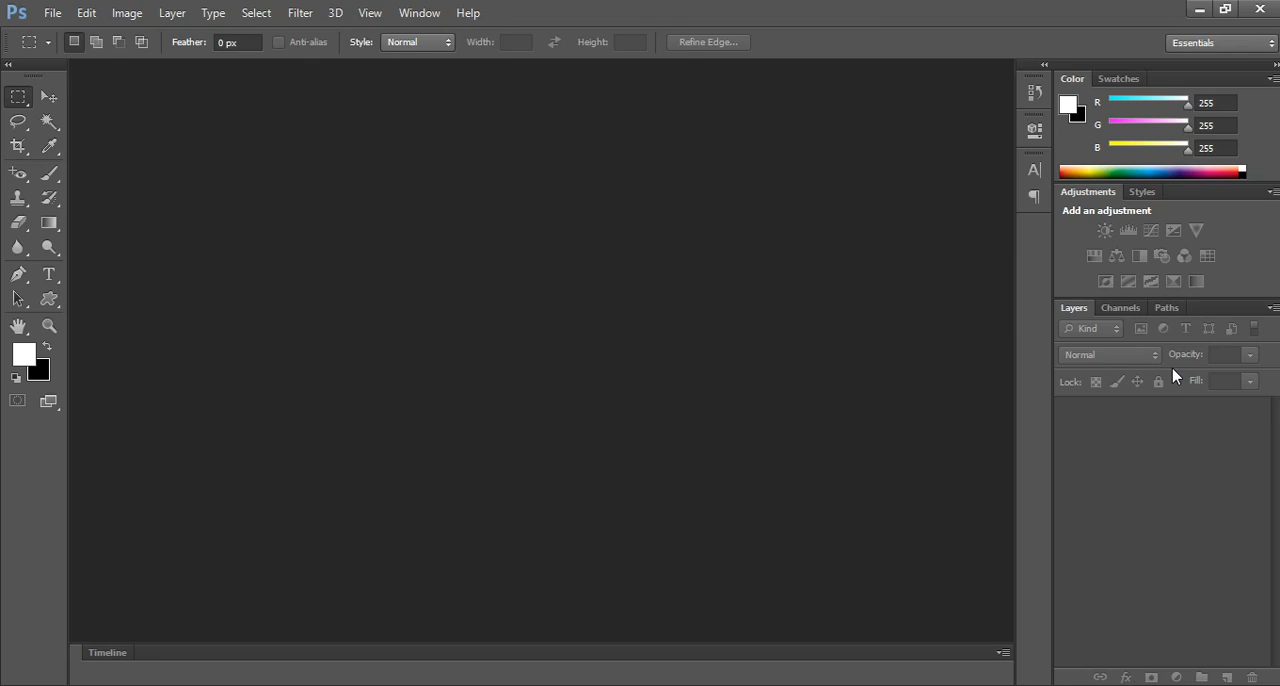 Ps File Edit Image Layer Type Select Filter 3D View Window Help
Feather: 0 px Anti-alias Style: Normal Width: Height: Refine Edge... Essentials
Color Swatches
R 255
G 255
B 255
Adjustments Styles
Add an adjustment
Layers Channels Paths
Kind
Normal Opacity:
Lock: Fill:
Timeline